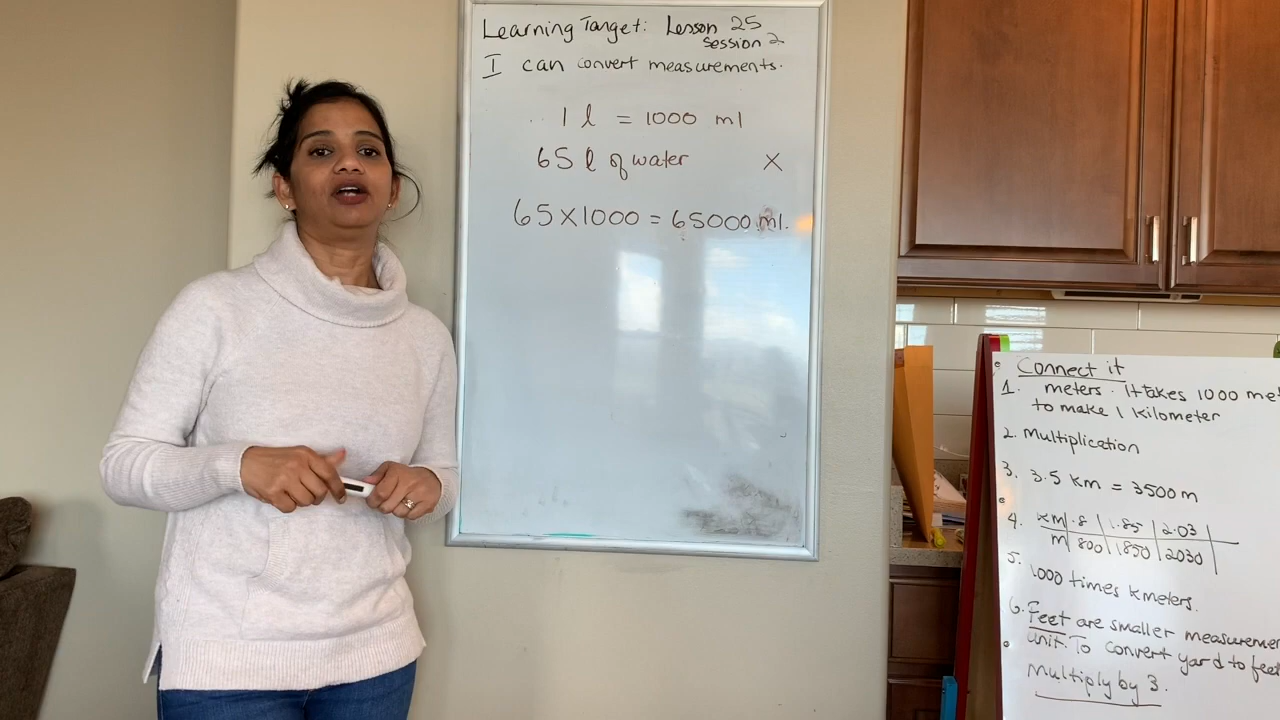 Learning Target: Lesson 25
Session 2
I can convert measurements.
1 l = 1000 ml
65 l of water X
65 X 1000 = 65000 ml.
Connect it
1. meters. It takes 1000 me
to make 1 kilometer
2. Multiplication
3. 3.5 km = 3500 m
4. km .8 1.85 2.03
m 800 1850 2030
5. 1000 times k meters.
6. Feet are smaller measuremen
unit. To convert yard to feet
Multiply by 3.